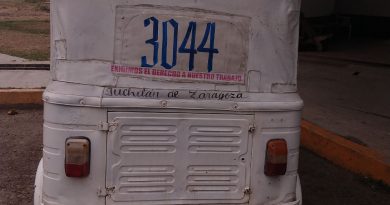 3044
EXIGIMOS EL DERECHO A NUESTRO TRABAJO
Juchitán de Zaragoza